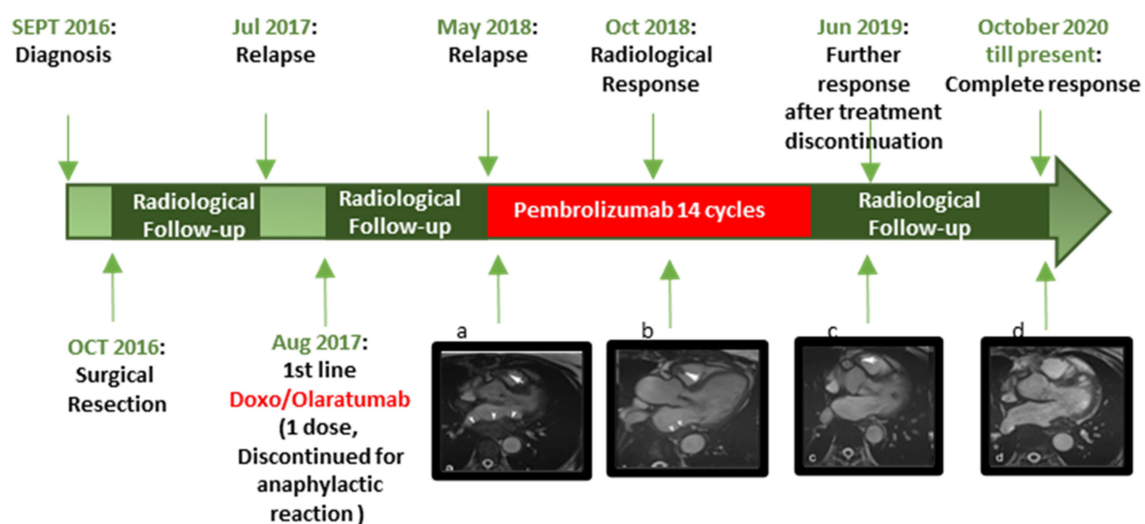 SEPT 2016:
Diagnosis
Jul 2017:
Relapse
May 2018:
Relapse
Oct 2018:
Radiological
Response
Jun 2019:
Further
response
after treatment
discontinuation
October 2020
till present:
Complete response
Radiological
Follow-up
Radiological
Follow-up
Pembrolizumab 14 cycles
Radiological
Follow-up
OCT 2016:
Surgical
Resection
Aug 2017:
1st line
Doxo/Olaratumab
(1 dose,
Discontinued for
anaphylactic
reaction )
a
b
c
d
a
c
d